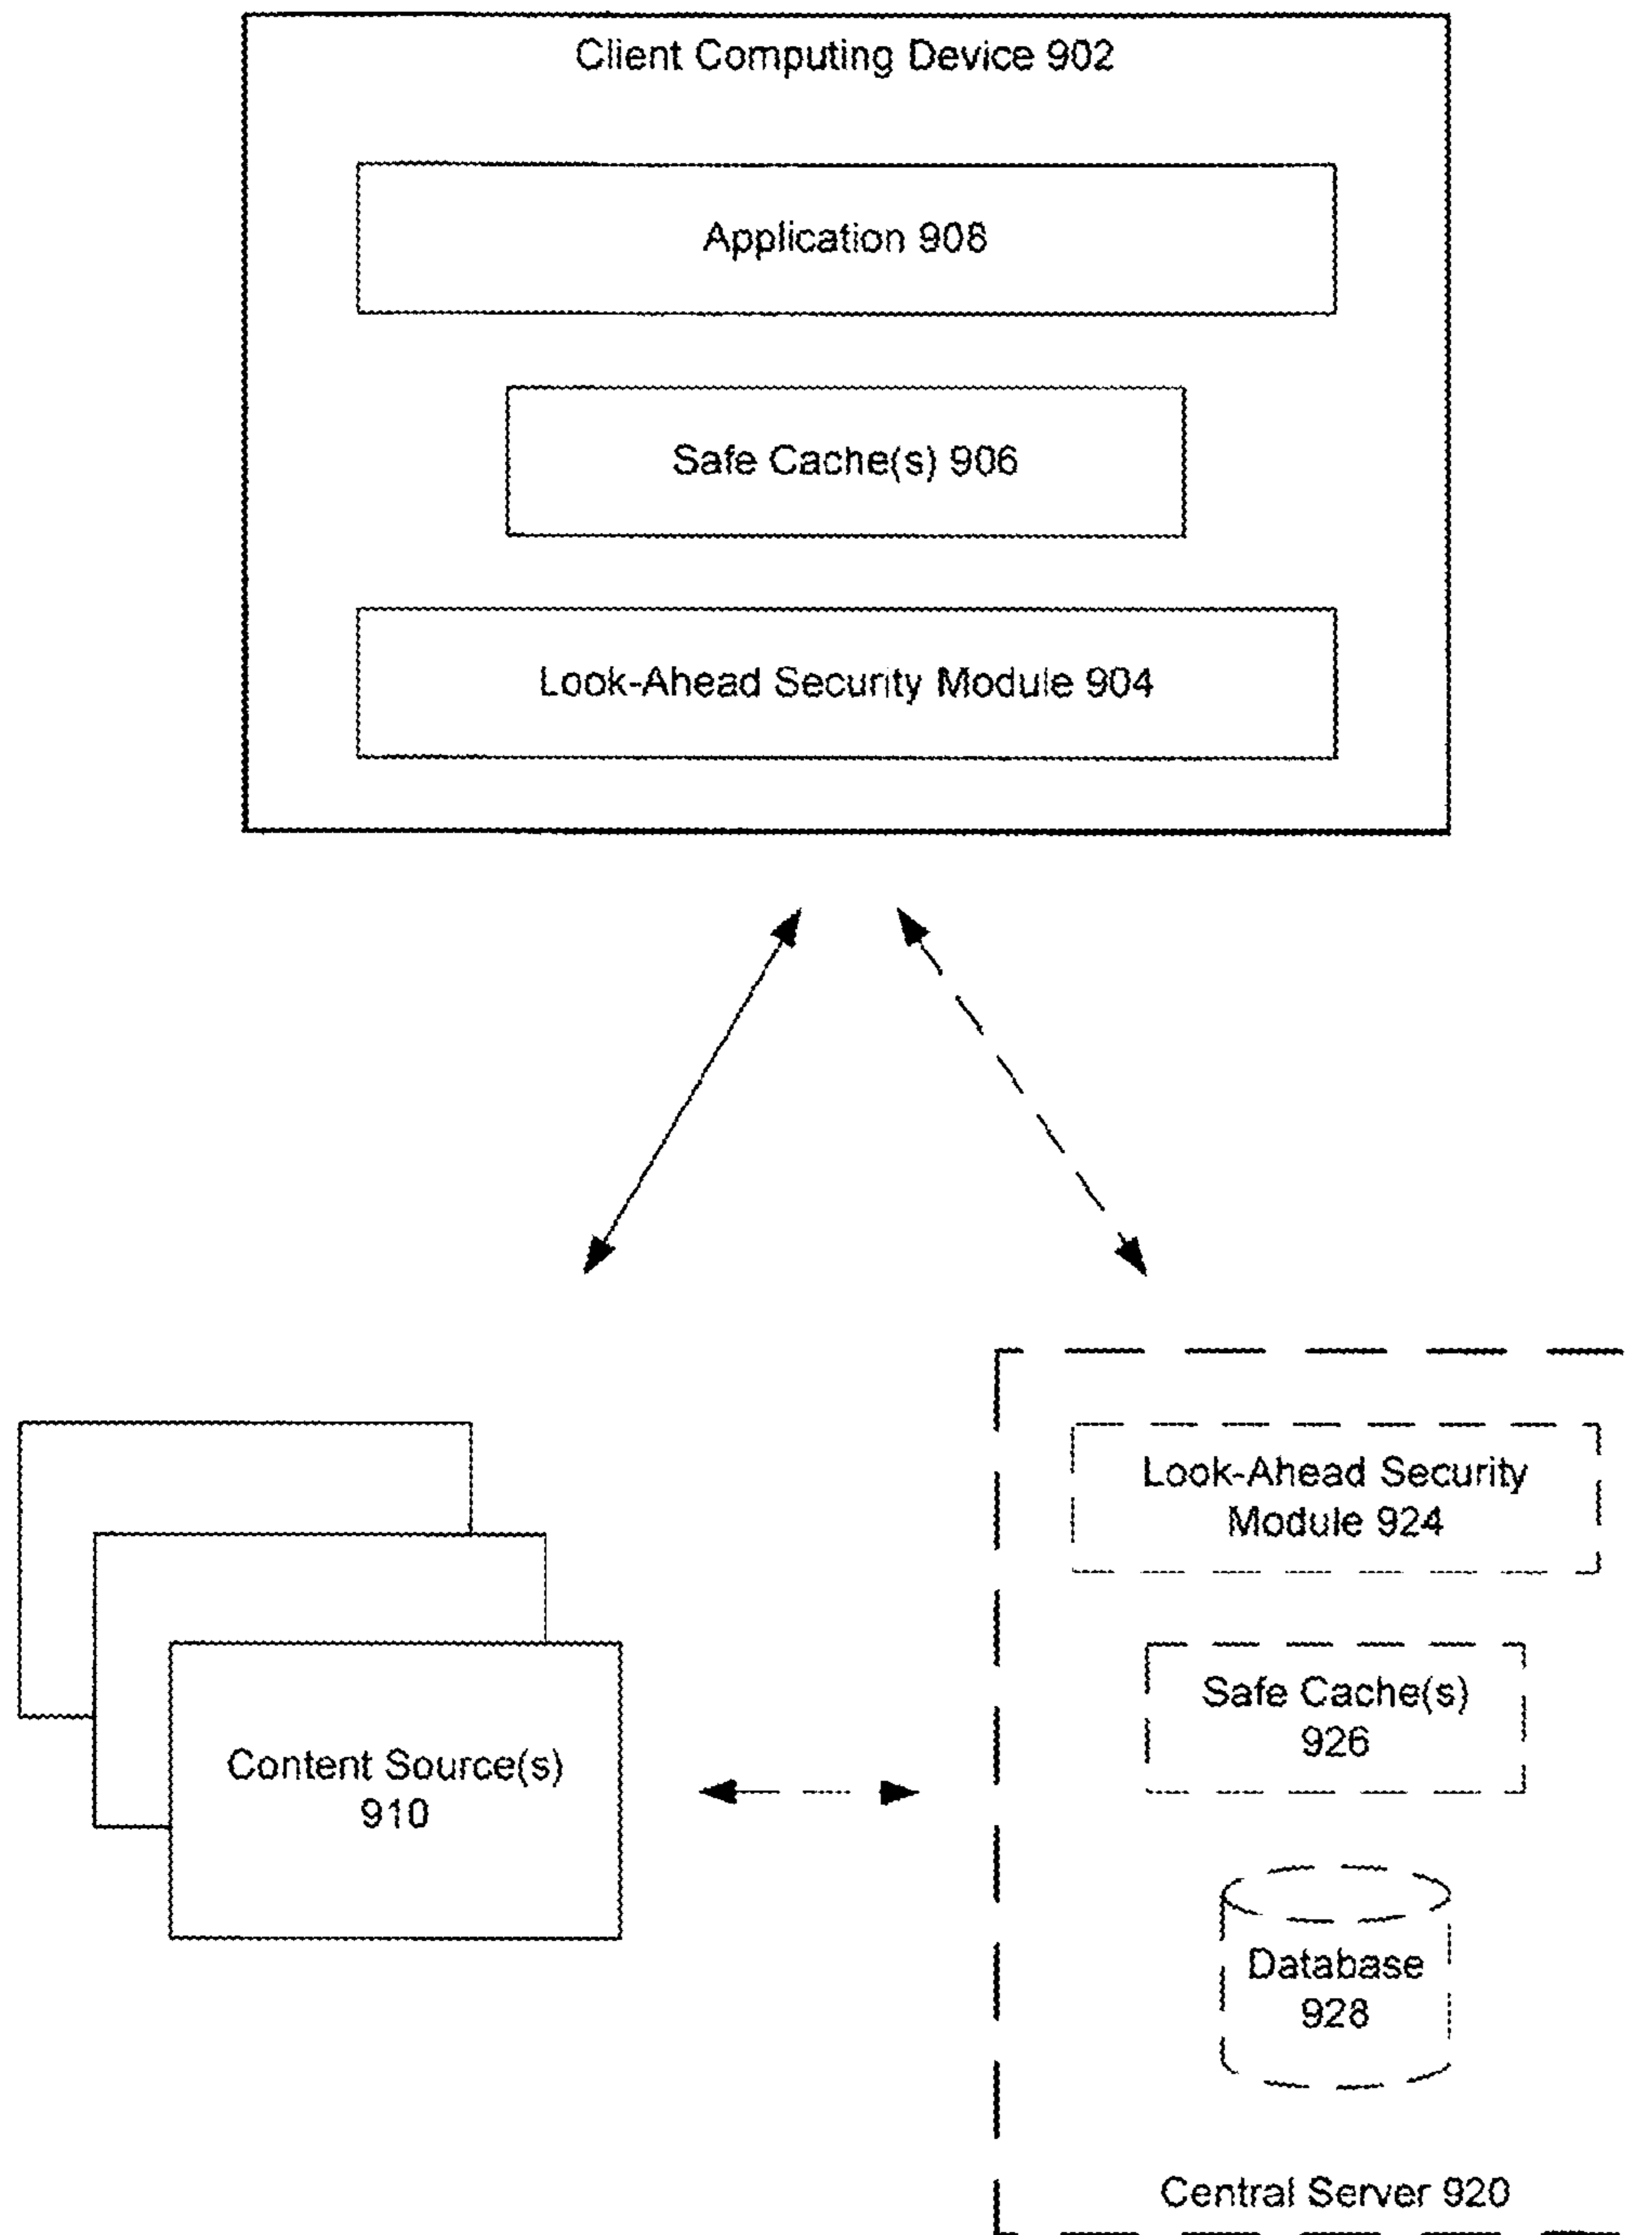 Client Computing Device 902
Application 908
Safe Cache(s) 906
Look-Ahead Security Module 904
Look-Ahead Security
Module 924
Safe Cache(s)
926
Content Source(s)
910
Database
928
Central Server 920